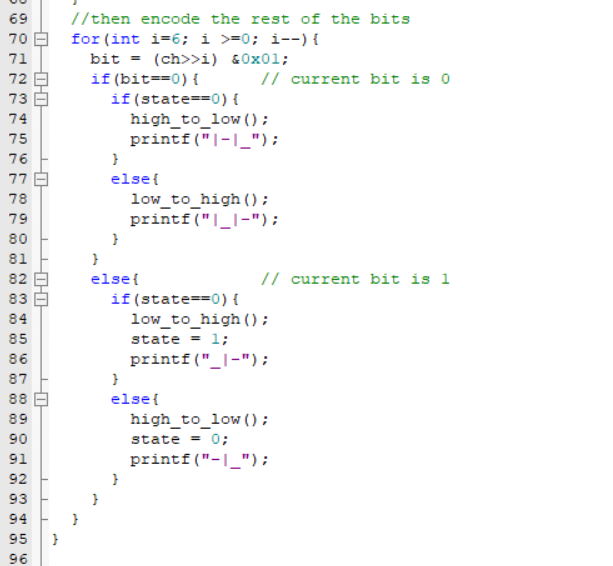 69 //then encode the rest of the bits
70 for(int i=6; i >=0; i--){
71 bit = (ch>>i) &0x01;
72 if(bit==0){ // current bit is 0
73 if(state==0){
74 high_to_low();
75 printf("|-|_");
76 }
77 else{
78 low_to_high();
79 printf("|_|-");
80 }
81 }
82 else{ // current bit is 1
83 if(state==0){
84 low_to_high();
85 state = 1;
86 printf("_|-");
87 }
88 else{
89 high_to_low();
90 state = 0;
91 printf("-|_");
92 }
93 }
94 }
95 }
96